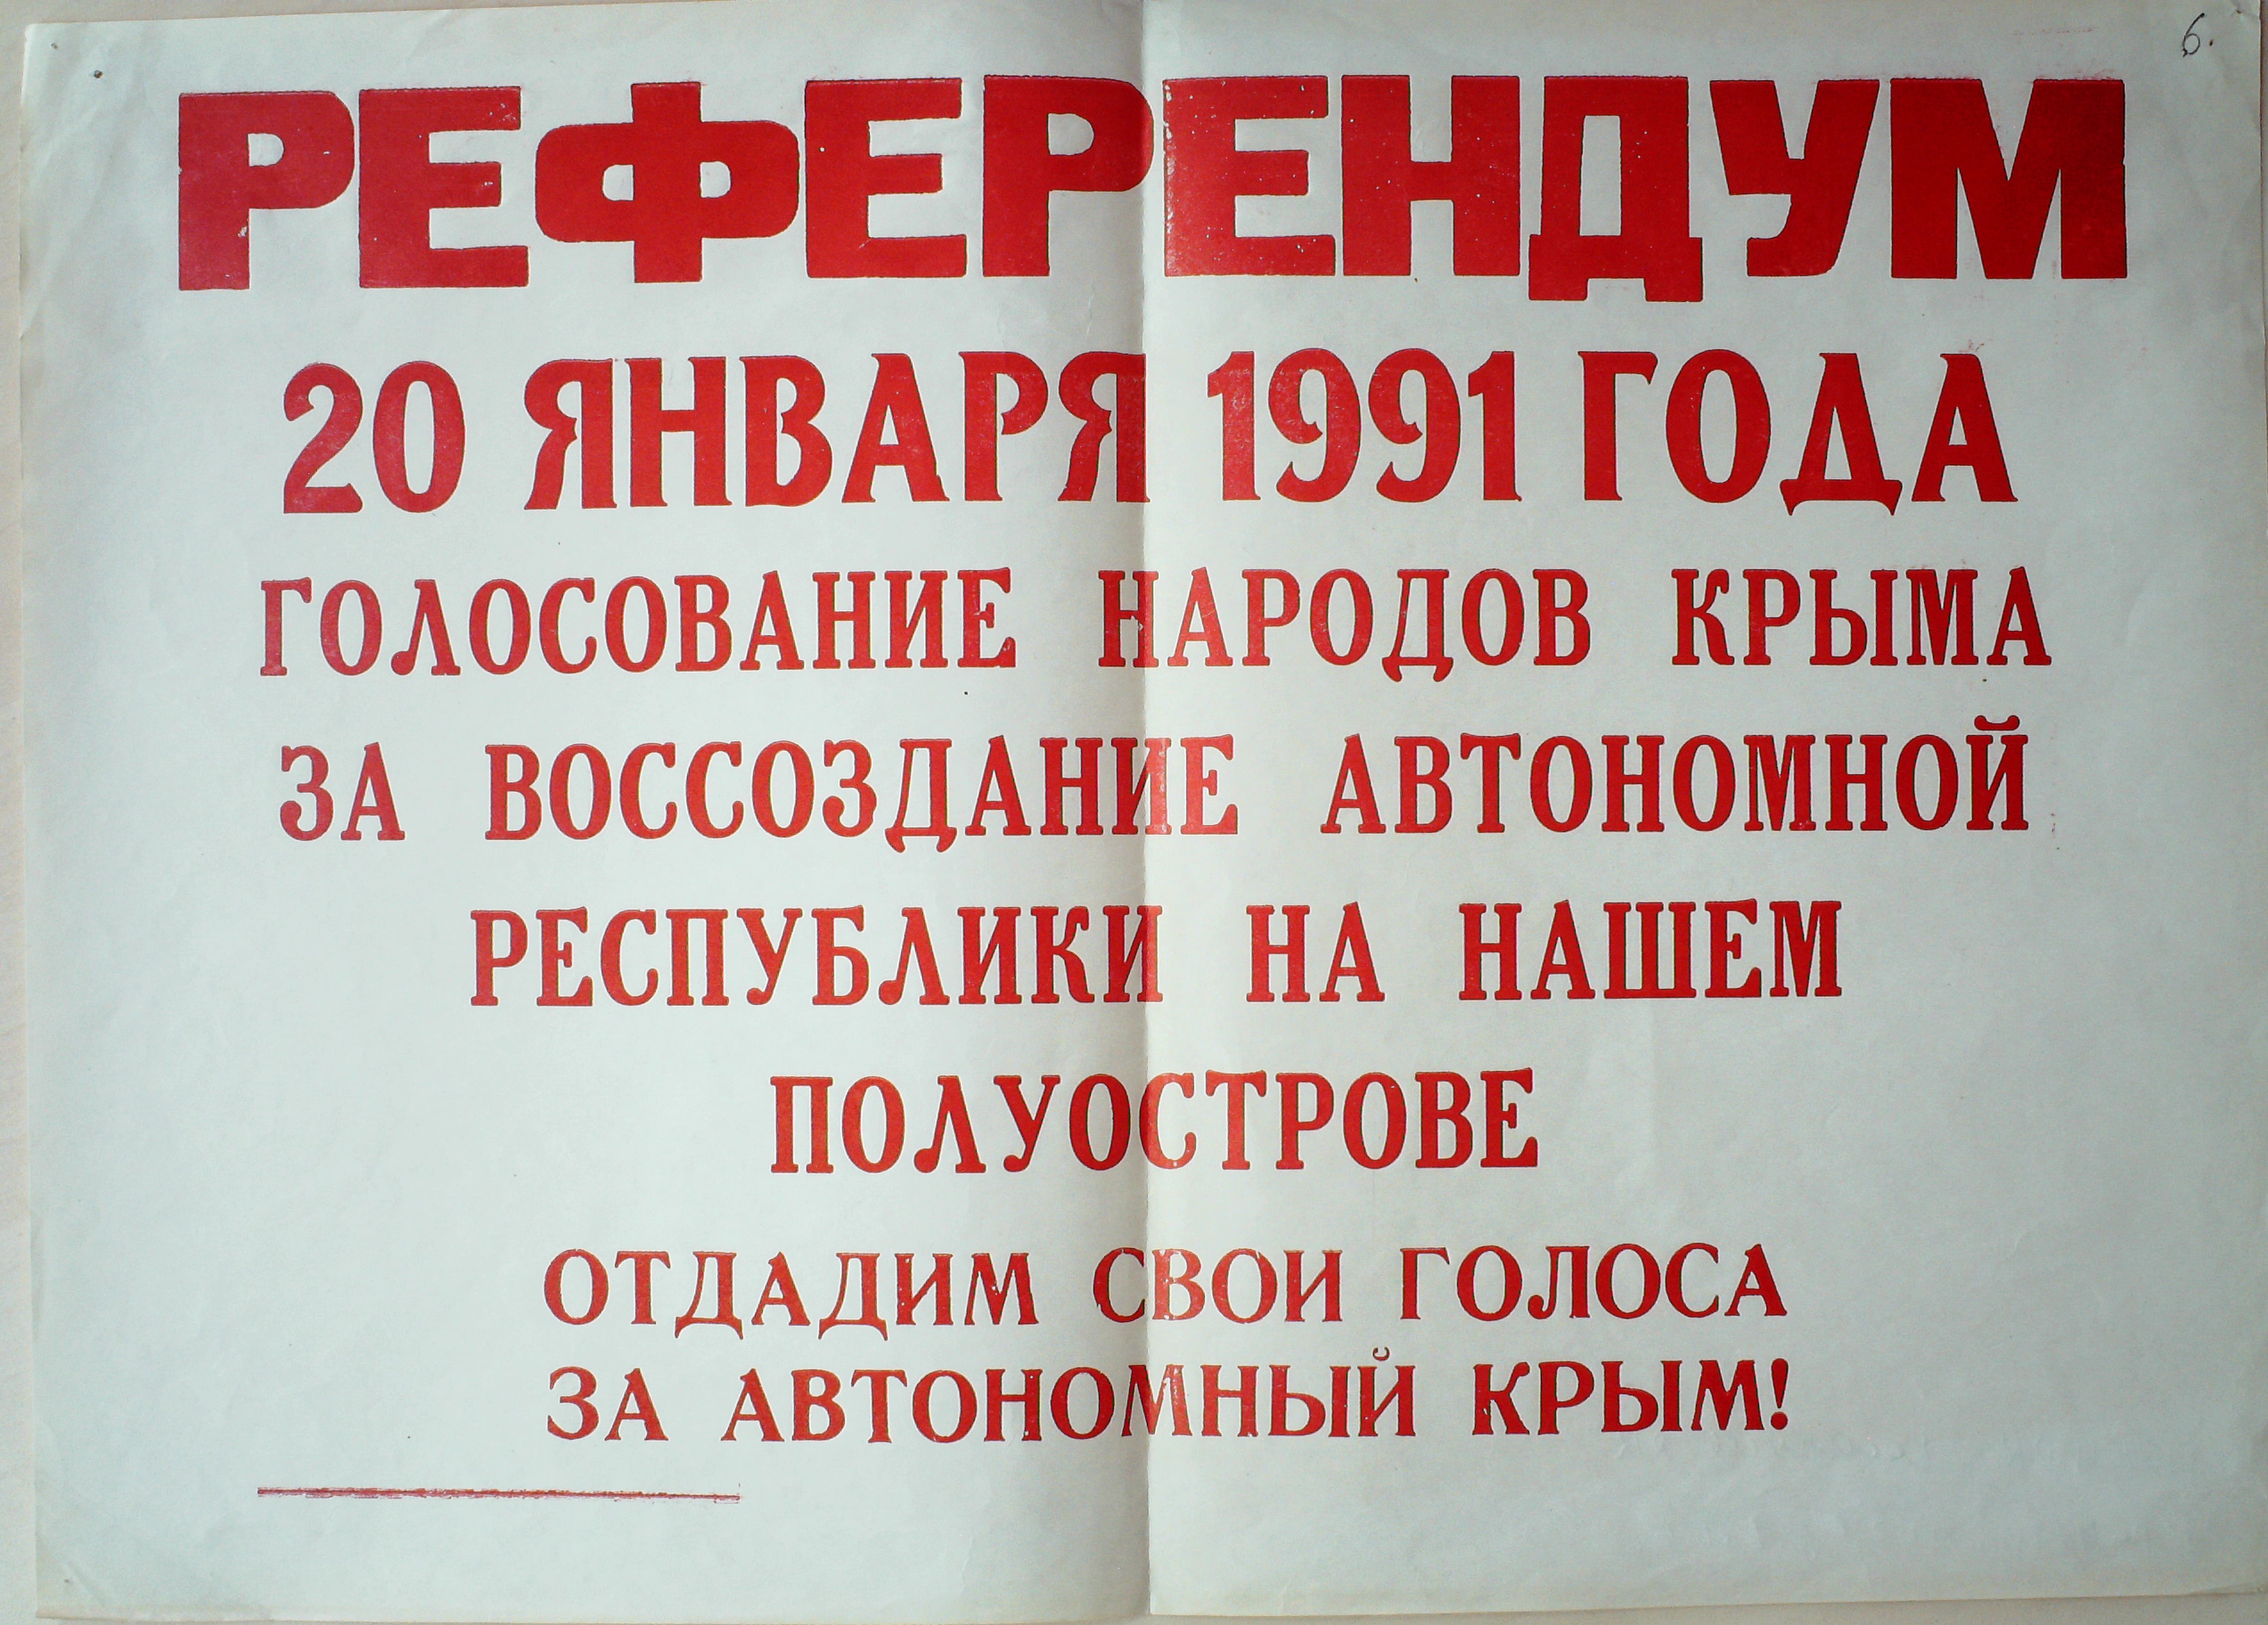 6.
РЕФЕРЕНДУМ
20 ЯНВАРЯ 1991 ГОДА
ГОЛОСОВАНИЕ НАРОДОВ КРЫМА
ЗА ВОССОЗДАНИЕ АВТОНОМНОЙ
РЕСПУБЛИКИ НА НАШЕМ
ПОЛУОСТРОВЕ
ОТДАДИМ СВОИ ГОЛОСА
ЗА АВТОНОМНЫЙ КРЫМ!